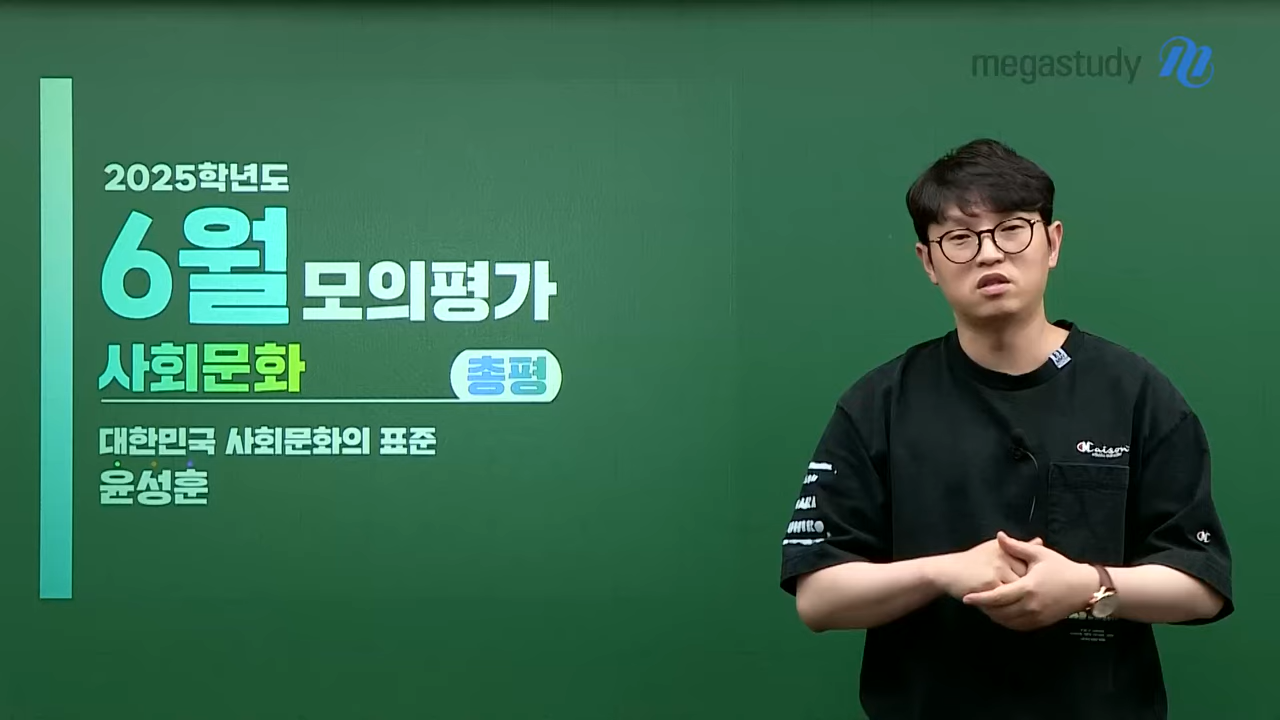 megastudy
2025학년도
6월 모의평가
사회문화 총평
대한민국 사회문화의 표준
윤성훈
Maison